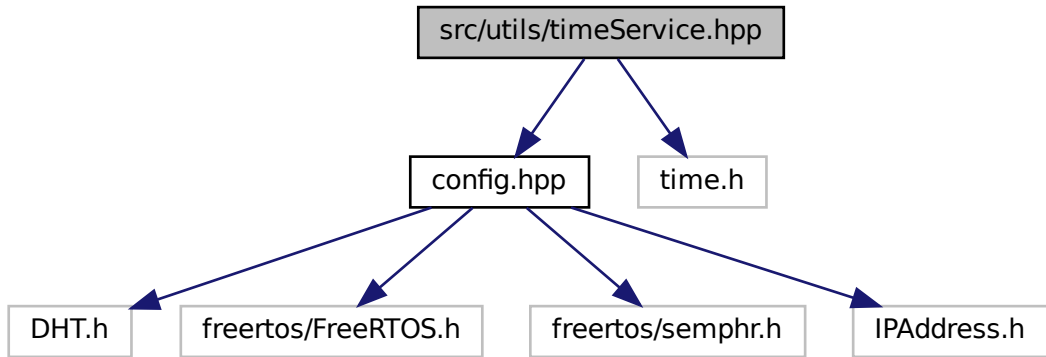 src/utils/timeService.hpp
config.hpp
time.h
DHT.h
freertos/FreeRTOS.h
freertos/semphr.h
IPAddress.h